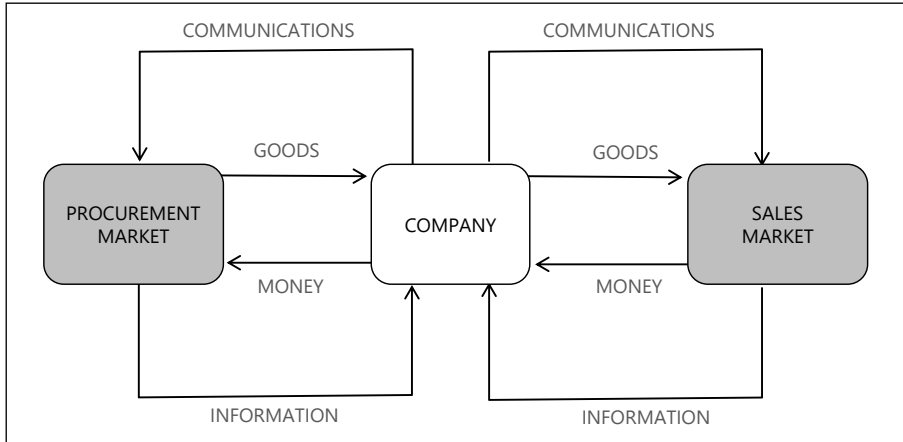 COMMUNICATIONS
COMMUNICATIONS
GOODS
GOODS
PROCUREMENT
MARKET
COMPANY
SALES
MARKET
MONEY
MONEY
INFORMATION
INFORMATION